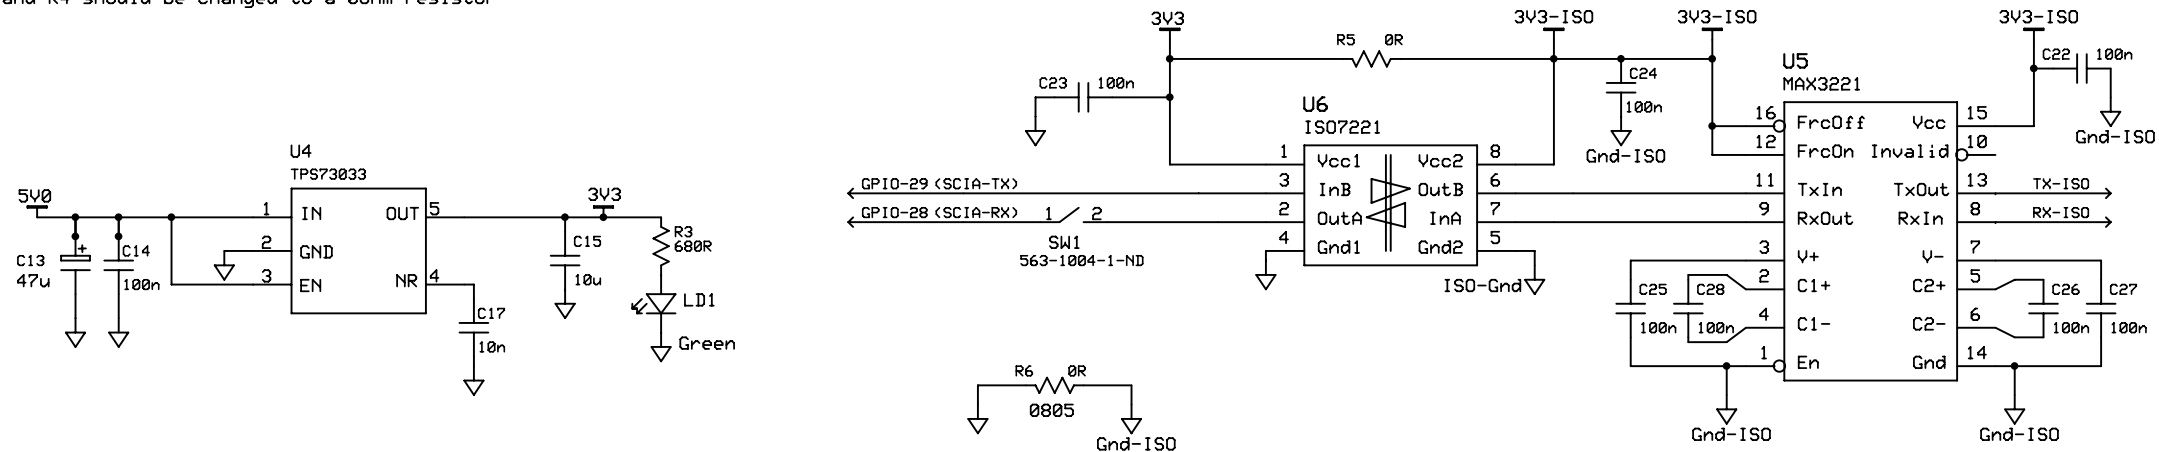 and R4 should be changed to a 0ohm resistor
5V0
C13
47u
+
C14
100n
U4
TPS73033
1 IN
2 GND
3 EN
OUT 5
NR 4
C17
10n
C15
10u
3V3
R3
680R
LD1
Green
3V3
R5 0R
3V3-ISO
C23 100n
C24
100n
Gnd-ISO
U6
ISO7221
1 Vcc1 Vcc2 8
3 InB OutB 6
2 OutA InA 7
4 Gnd1 Gnd2 5
GPIO-29 (SCIA-TX)
GPIO-28 (SCIA-RX)
1 2
SW1
563-1004-1-ND
ISO-Gnd
R6 0R
0805
Gnd-ISO
3V3-ISO
U5
MAX3221
16 FrcOff Vcc 15
12 FrcOn Invalid 10
11 TxIn TxOut 13
9 RxOut RxIn 8
3 V+ V- 7
2 C1+ C2+ 5
4 C1- C2- 6
1 En Gnd 14
3V3-ISO
C22 100n
Gnd-ISO
TX-ISO
RX-ISO
C25
100n
C28
100n
C26
100n
C27
100n
Gnd-ISO
Gnd-ISO